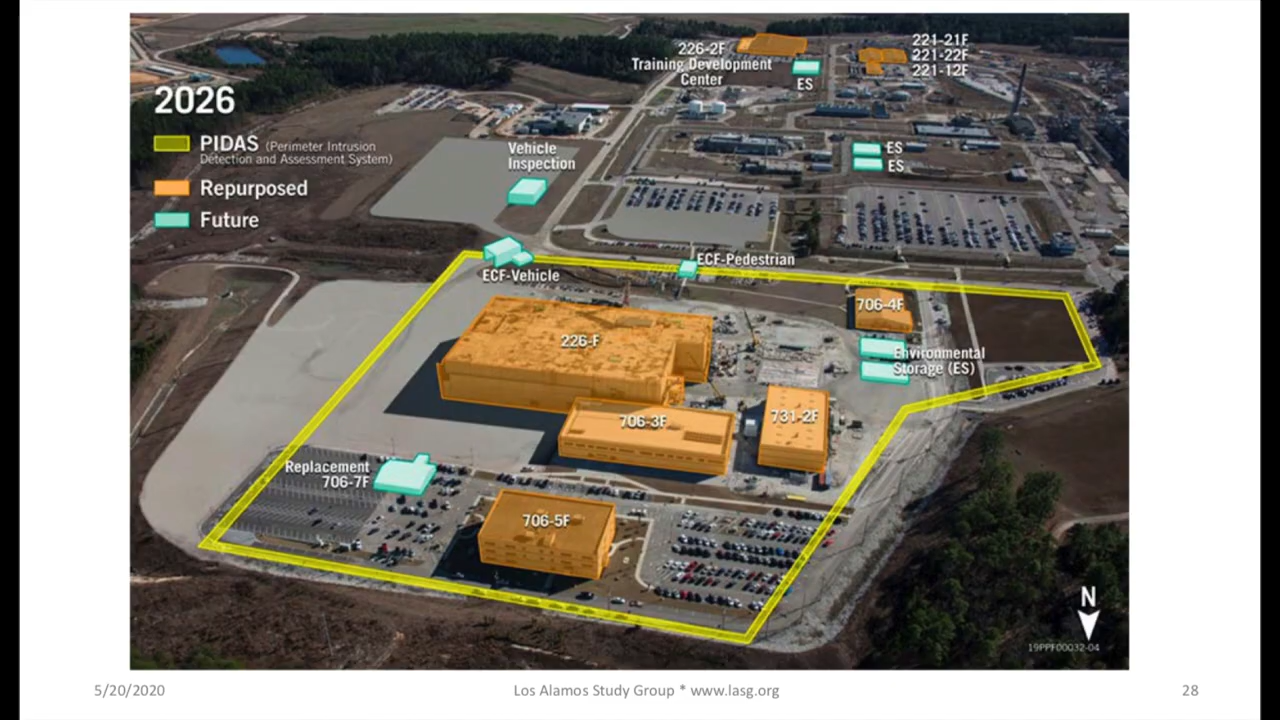 2026
PIDAS (Perimeter Intrusion
Detection and Assessment System)
Repurposed
Future
226-2F
Training Development
Center
ES
221-21F
221-22F
221-12F
Vehicle
Inspection
ES
ES
ECF-Vehicle
ECF-Pedestrian
706-4F
226-F
Environmental
Storage (ES)
706-3F
731-2F
Replacement
706-7F
706-5F
N
19PPF00032-04
5/20/2020
Los Alamos Study Group * www.lasg.org
28